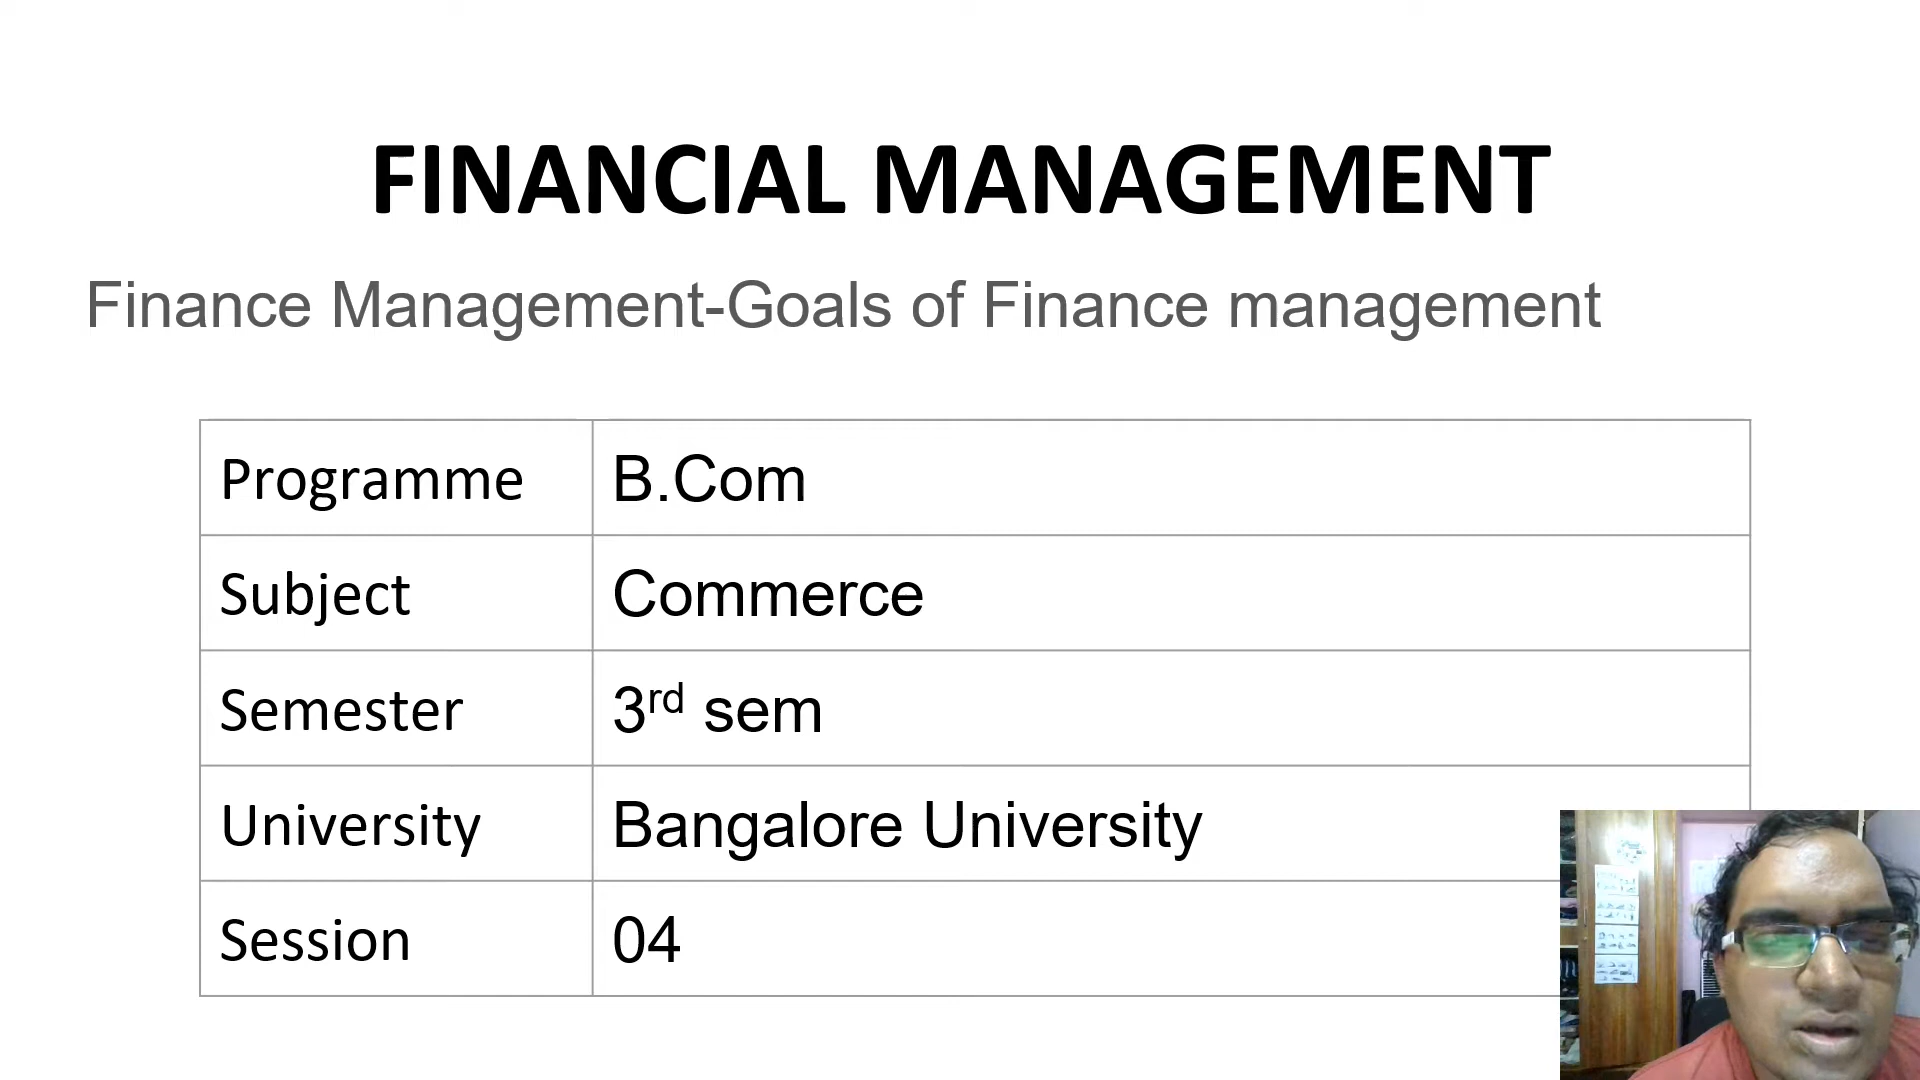 FINANCIAL MANAGEMENT
Finance Management-Goals of Finance management
Programme B.Com
Subject Commerce
Semester 3rd sem
University Bangalore University
Session 04